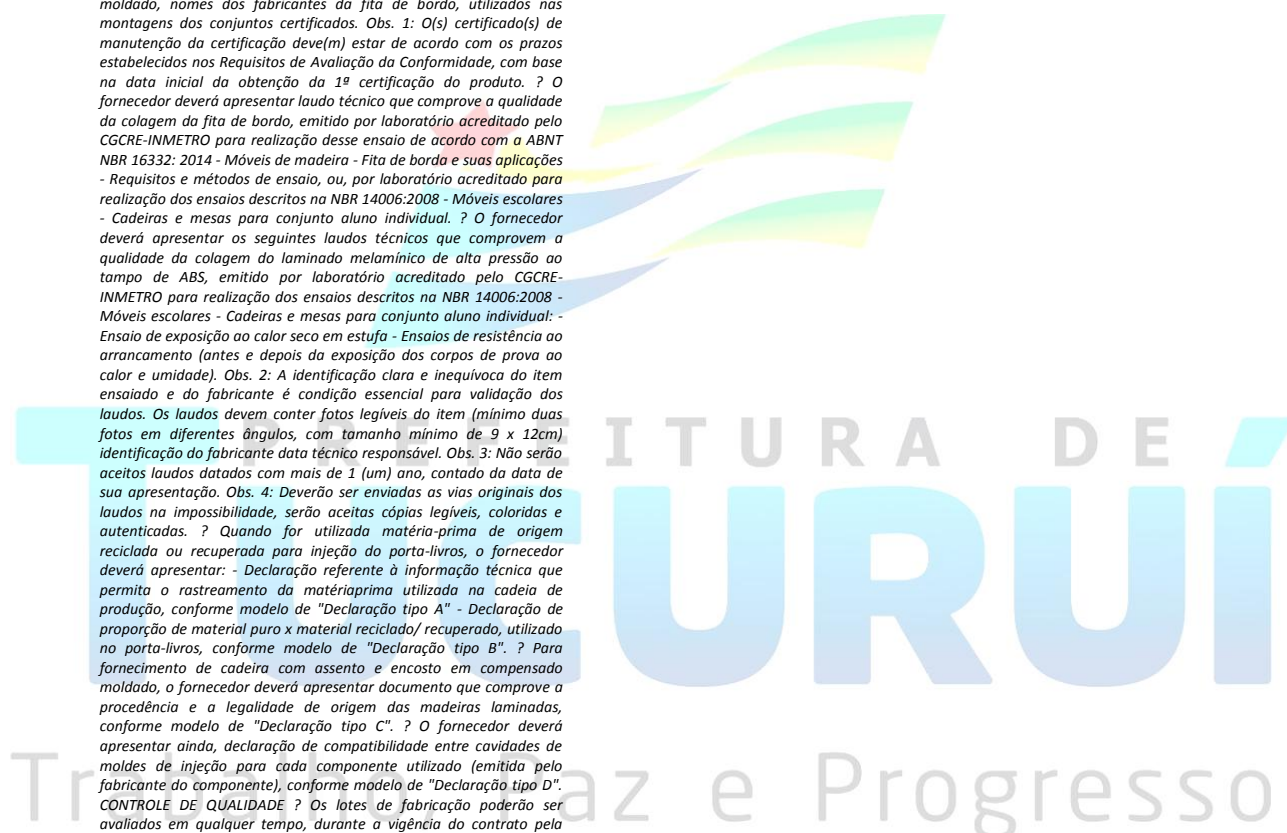 moldado, nomes dos fabricantes da fita de bordo, utilizados nas
montagens dos conjuntos certificados. Obs. 1: O(s) certificado(s) de
manutenção da certificação deve(m) estar de acordo com os prazos
estabelecidos nos Requisitos de Avaliação da Conformidade, com base
na data inicial da obtenção da 1ª certificação do produto. ? O
fornecedor deverá apresentar laudo técnico que comprove a qualidade
da colagem da fita de bordo, emitido por laboratório acreditado pelo
CGCRE-INMETRO para realização desse ensaio de acordo com a ABNT
NBR 16332: 2014 - Móveis de madeira - Fita de borda e suas aplicações
- Requisitos e métodos de ensaio, ou, por laboratório acreditado para
realização dos ensaios descritos na NBR 14006:2008 - Móveis escolares
- Cadeiras e mesas para conjunto aluno individual. ? O fornecedor
deverá apresentar os seguintes laudos técnicos que comprovem a
qualidade da colagem do laminado melamínico de alta pressão ao
tampo de ABS, emitido por laboratório acreditado pelo CGCRE-
INMETRO para realização dos ensaios descritos na NBR 14006:2008 -
Móveis escolares - Cadeiras e mesas para conjunto aluno individual: -
Ensaio de exposição ao calor seco em estufa - Ensaios de resistência ao
arrancamento (antes e depois da exposição dos corpos de prova ao
calor e umidade). Obs. 2: A identificação clara e inequívoca do item
ensaiado e do fabricante é condição essencial para validação dos
laudos. Os laudos devem conter fotos legíveis do item (mínimo duas
fotos em diferentes ângulos, com tamanho mínimo de 9 x 12cm)
identificação do fabricante data técnico responsável. Obs. 3: Não serão
aceitos laudos datados com mais de 1 (um) ano, contado da data de
sua apresentação. Obs. 4: Deverão ser enviadas as vias originais dos
laudos na impossibilidade, serão aceitas cópias legíveis, coloridas e
autenticadas. ? Quando for utilizada matéria-prima de origem
reciclada ou recuperada para injeção do porta-livros, o fornecedor
deverá apresentar: - Declaração referente à informação técnica que
permita o rastreamento da matériaprima utilizada na cadeia de
produção, conforme modelo de "Declaração tipo A" - Declaração de
proporção de material puro x material reciclado/ recuperado, utilizado
no porta-livros, conforme modelo de "Declaração tipo B". ? Para
fornecimento de cadeira com assento e encosto em compensado
moldado, o fornecedor deverá apresentar documento que comprove a
procedência e a legalidade de origem das madeiras laminadas,
conforme modelo de "Declaração tipo C". ? O fornecedor deverá
apresentar ainda, declaração de compatibilidade entre cavidades de
moldes de injeção para cada componente utilizado (emitida pelo
fabricante do componente), conforme modelo de "Declaração tipo D".
CONTROLE DE QUALIDADE ? Os lotes de fabricação poderão ser
avaliados em qualquer tempo, durante a vigência do contrato pela
PREFEITURA DE
TUCURUÍ
Trabalho, Paz e Progresso